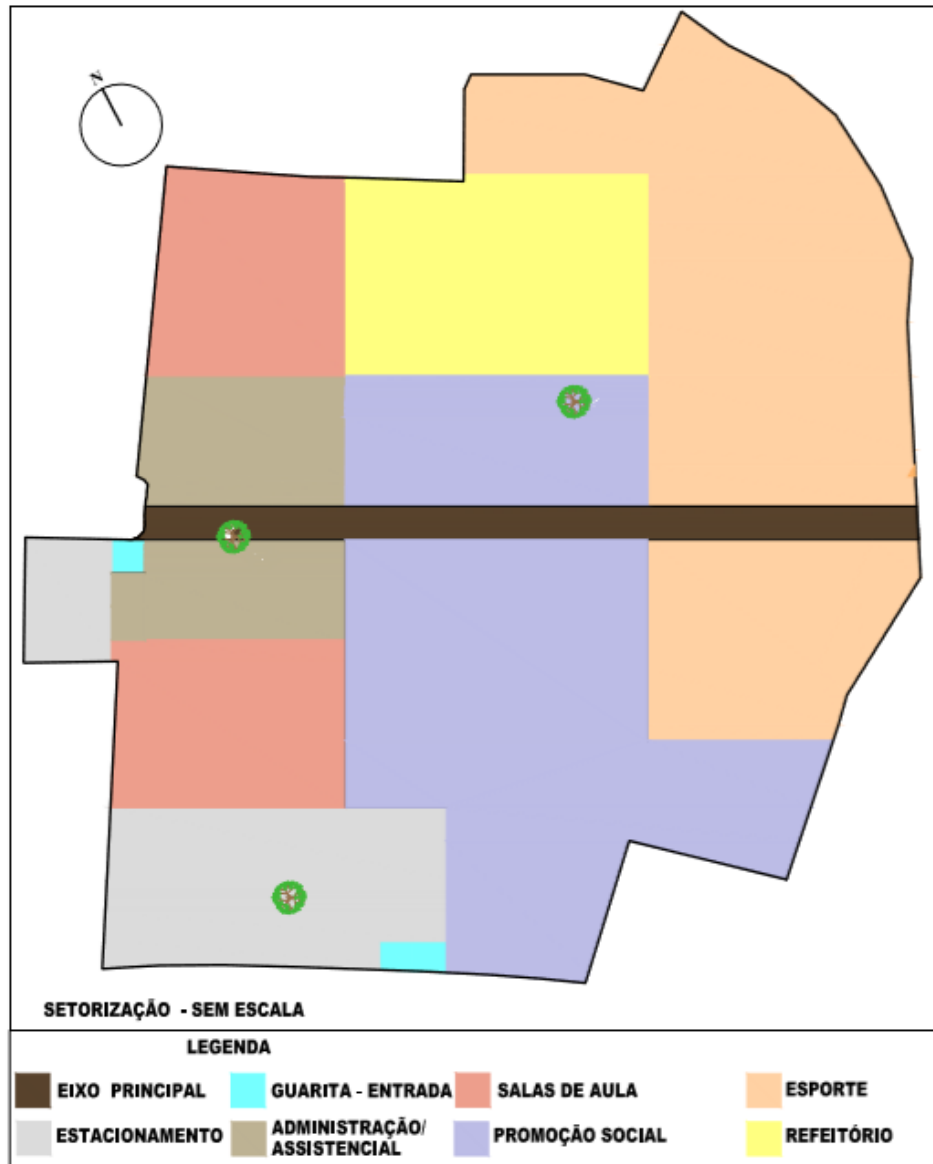 N
SETORIZAÇÃO - SEM ESCALA
LEGENDA
EIXO PRINCIPAL
GUARITA - ENTRADA
SALAS DE AULA
ESPORTE
ESTACIONAMENTO
ADMINISTRAÇÃO/
ASSISTENCIAL
PROMOÇÃO SOCIAL
REFEITÓRIO